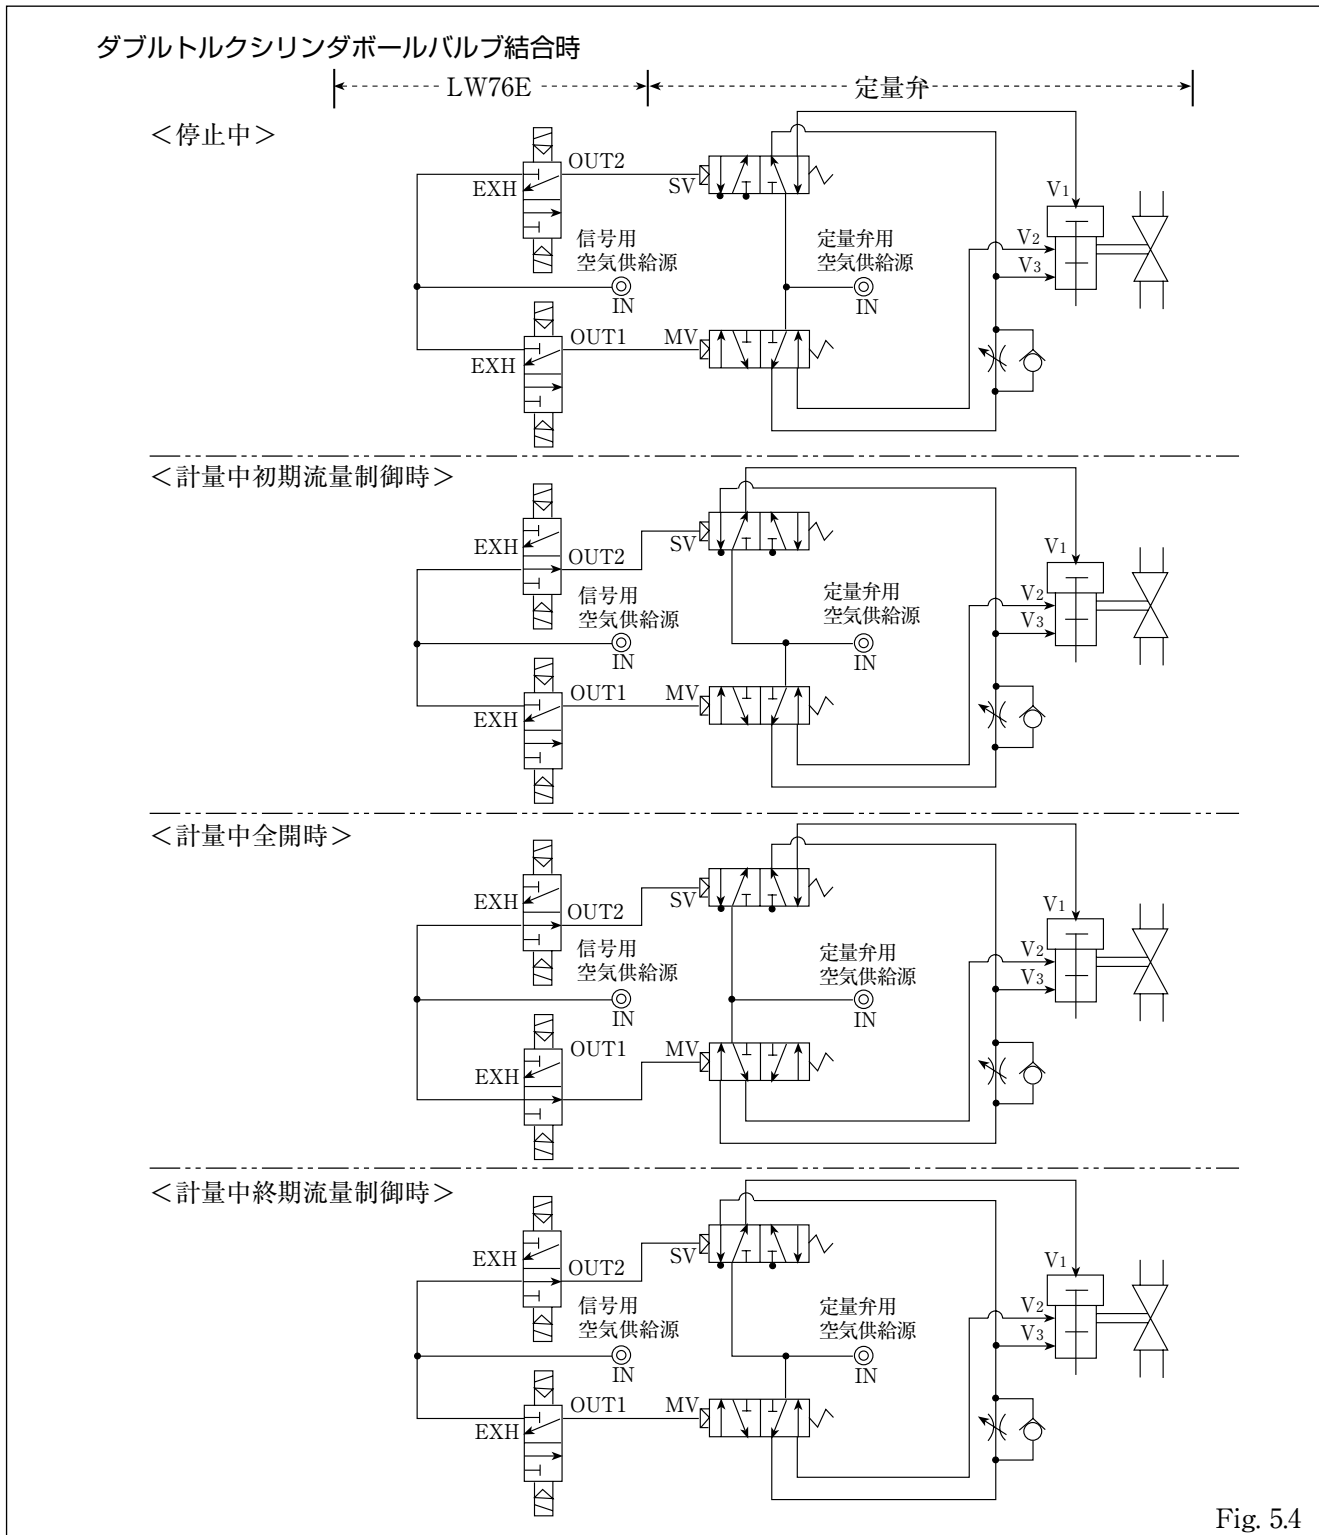 ダブルトルクシリンダボールバルブ結合時
LW76E
定量弁
＜停止中＞
OUT2
EXH
SV
V1
信号用
空気供給源
IN
定量弁用
空気供給源
IN
V2
V3
OUT1
MV
EXH
＜計量中初期流量制御時＞
EXH
OUT2
SV
V1
信号用
空気供給源
IN
定量弁用
空気供給源
IN
V2
V3
OUT1
MV
EXH
＜計量中全開時＞
EXH
OUT2
SV
V1
信号用
空気供給源
IN
定量弁用
空気供給源
IN
V2
V3
OUT1
MV
EXH
＜計量中終期流量制御時＞
EXH
OUT2
SV
V1
信号用
空気供給源
IN
定量弁用
空気供給源
IN
V2
V3
OUT1
MV
EXH
Fig. 5.4